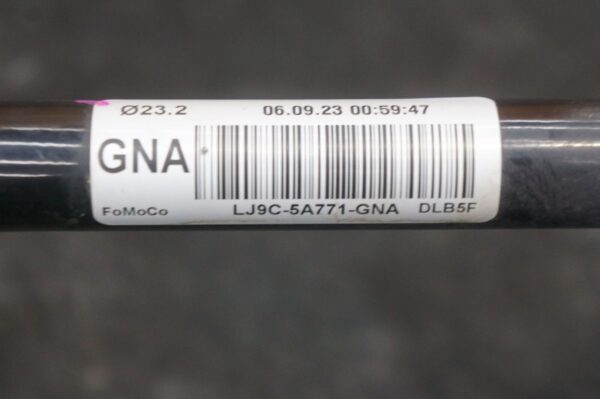 Ø23.2 06.09.23 00:59:47
GNA
FoMoCo LJ9C-5A771-GNA DLB5F